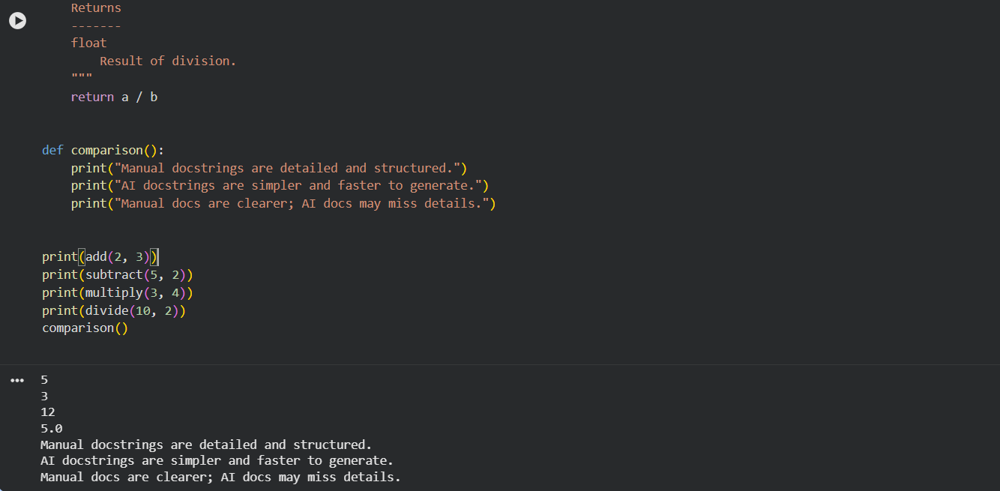 Returns
-------
float
Result of division.
"""
return a / b
def comparison():
print("Manual docstrings are detailed and structured.")
print("AI docstrings are simpler and faster to generate.")
print("Manual docs are clearer; AI docs may miss details.")
print(add(2, 3))
print(subtract(5, 2))
print(multiply(3, 4))
print(divide(10, 2))
comparison()
5
3
12
5.0
Manual docstrings are detailed and structured.
AI docstrings are simpler and faster to generate.
Manual docs are clearer; AI docs may miss details.